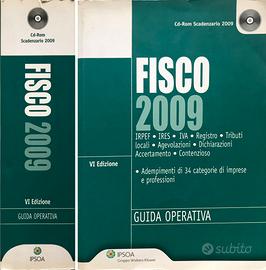 Cd-Rom
Scadenzario 2009
FISCO 2009
VI Edizione
GUIDA OPERATIVA
IPSOA
Cd-Rom Scadenzario 2009
FISCO
2009
IRPEF • IRES • IVA • Registro • Tributi
locali • Agevolazioni • Dichiarazioni
Accertamento • Contenzioso
VI Edizione
• Adempimenti di 34 categorie di imprese
e professioni
GUIDA OPERATIVA
IPSOA
Gruppo Wolters Kluwer
subito